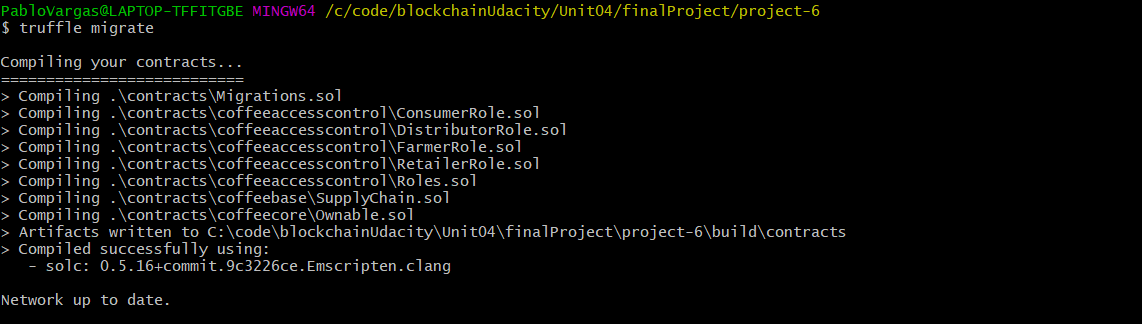 PabloVargas@LAPTOP-TFFITGBE MINGW64 /c/code/blockchainUdacity/Unit04/finalProject/project-6
$ truffle migrate
Compiling your contracts...
===========================
> Compiling .\contracts\Migrations.sol
> Compiling .\contracts\coffeeaccesscontrol\ConsumerRole.sol
> Compiling .\contracts\coffeeaccesscontrol\DistributorRole.sol
> Compiling .\contracts\coffeeaccesscontrol\FarmerRole.sol
> Compiling .\contracts\coffeeaccesscontrol\RetailerRole.sol
> Compiling .\contracts\coffeeaccesscontrol\Roles.sol
> Compiling .\contracts\coffeebase\SupplyChain.sol
> Compiling .\contracts\coffeecore\Ownable.sol
> Artifacts written to C:\code\blockchainUdacity\Unit04\finalProject\project-6\build\contracts
> Compiled successfully using:
   - solc: 0.5.16+commit.9c3226ce.Emscripten.clang
Network up to date.